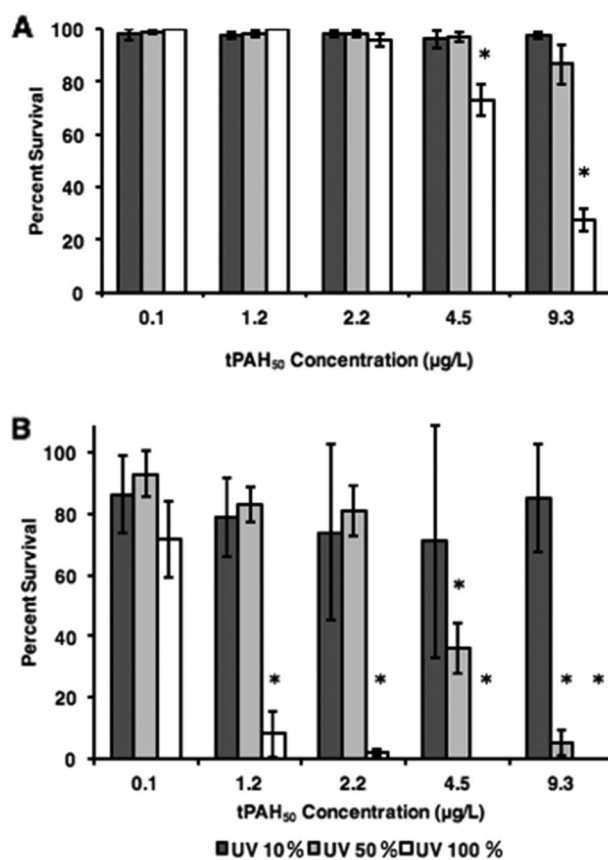 A
100
80
60
40
20
0
Percent Survival
* *
0.1 1.2 2.2 4.5 9.3
tPAH₅₀ Concentration (µg/L)
B
100
80
60
40
20
0
Percent Survival
* * * * * *
0.1 1.2 2.2 4.5 9.3
tPAH₅₀ Concentration (µg/L)
UV 10% UV 50% UV 100 %